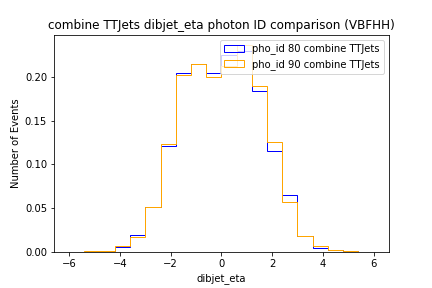 combine TTJets dibjet_eta photon ID comparison (VBFHH)
pho_id 80 combine TTJets
pho_id 90 combine TTJets
Number of Events
0.20
0.15
0.10
0.05
0.00
−6 −4 −2 0 2 4 6
dibjet_eta